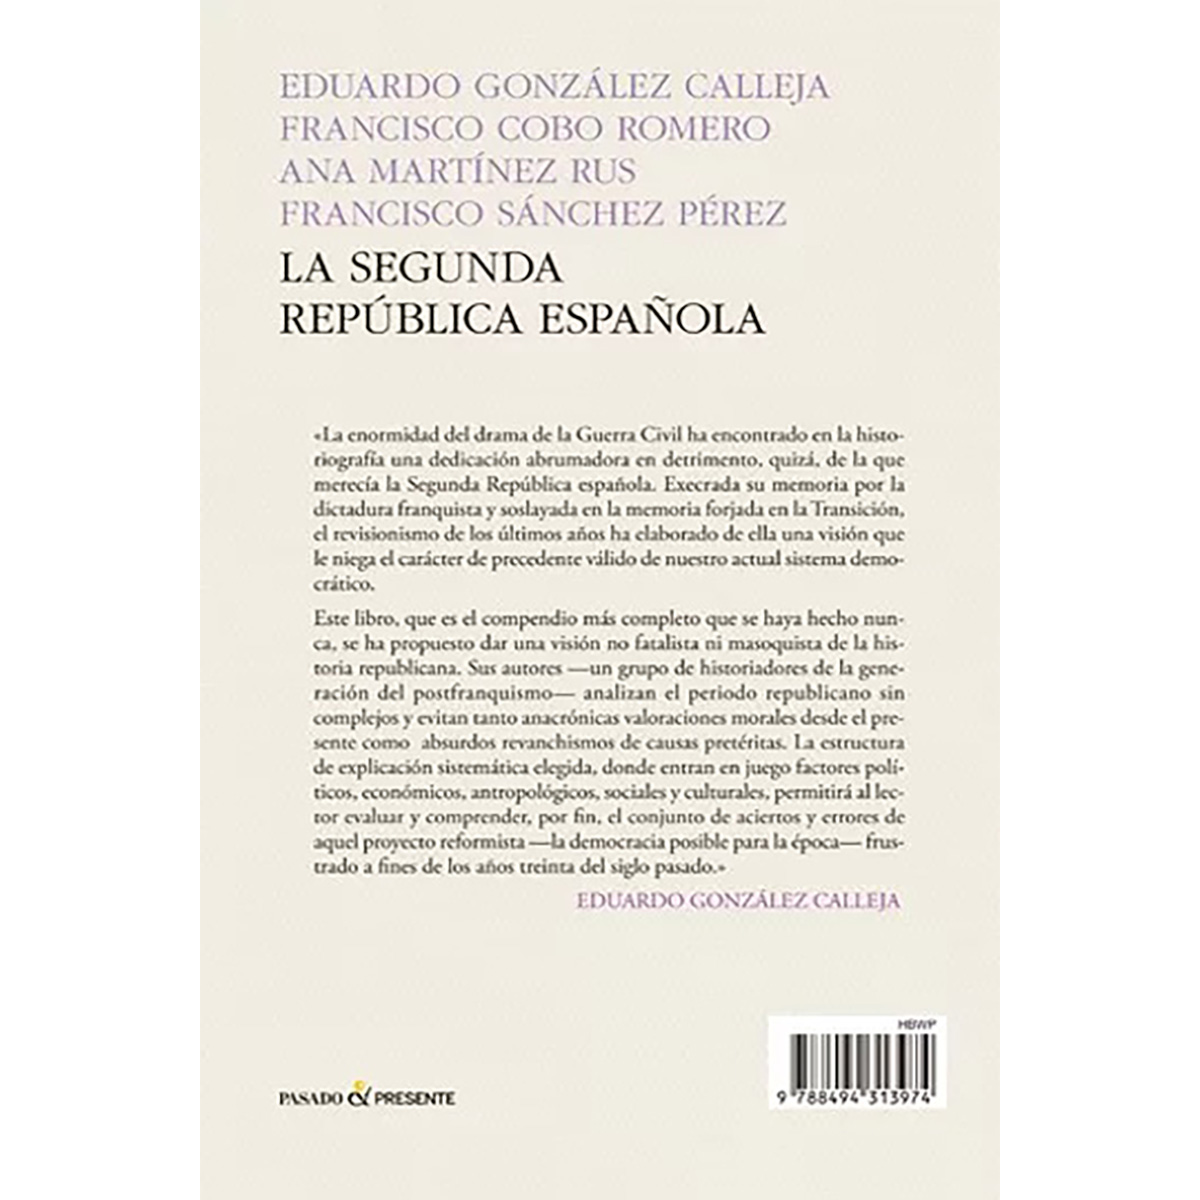 EDUARDO GONZÁLEZ CALLEJA
FRANCISCO COBO ROMERO
ANA MARTÍNEZ RUS
FRANCISCO SÁNCHEZ PÉREZ
LA SEGUNDA
REPÚBLICA ESPAÑOLA
«La enormidad del drama de la Guerra Civil ha encontrado en la histo-
riografía una dedicación abrumadora en detrimento, quizá, de la que
merecía la Segunda República española. Execrada su memoria por la
dictadura franquista y soslayada en la memoria forjada en la Transición,
el revisionismo de los últimos años ha elaborado de ella una visión que
le niega el carácter de precedente válido de nuestro actual sistema demo-
crático.
Este libro, que es el compendio más completo que se haya hecho nun-
ca, se ha propuesto dar una visión no fatalista ni masoquista de la his-
toria republicana. Sus autores —un grupo de historiadores de la gene-
ración del postfranquismo— analizan el periodo republicano sin
complejos y evitan tanto anacrónicas valoraciones morales desde el pre-
sente como absurdos revanchismos de causas pretéritas. La estructura
de explicación sistemática elegida, donde entran en juego factores polí-
ticos, económicos, antropológicos, sociales y culturales, permitirá al lec-
tor evaluar y comprender, por fin, el conjunto de aciertos y errores de
aquel proyecto reformista —la democracia posible para la época— frus-
trado a fines de los años treinta del siglo pasado.»
EDUARDO GONZÁLEZ CALLEJA
HBWP
9 788494 313974
PASADO & PRESENTE